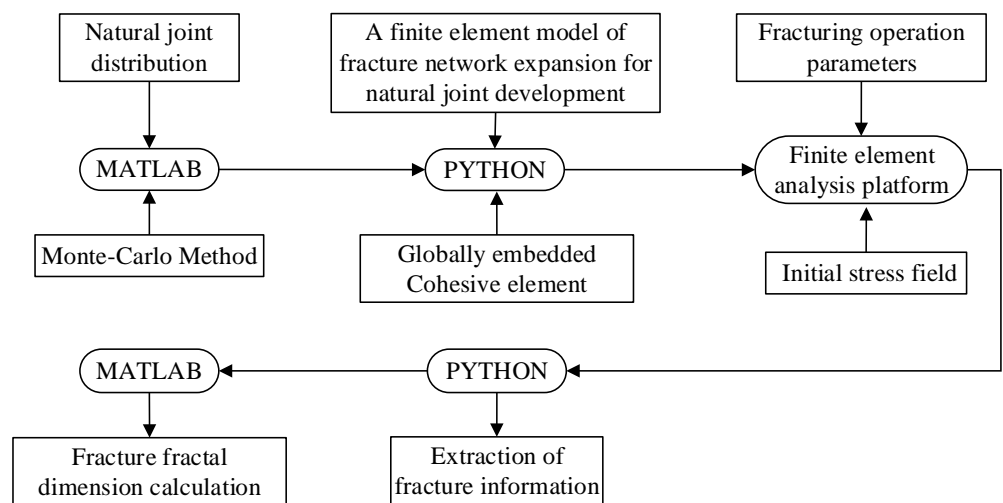 Natural joint
distribution
A finite element model of
fracture network expansion for
natural joint development
Fracturing operation
parameters
MATLAB
PYTHON
Finite element
analysis platform
Monte-Carlo Method
Globally embedded
Cohesive element
Initial stress field
MATLAB
PYTHON
Fracture fractal
dimension calculation
Extraction of
fracture information